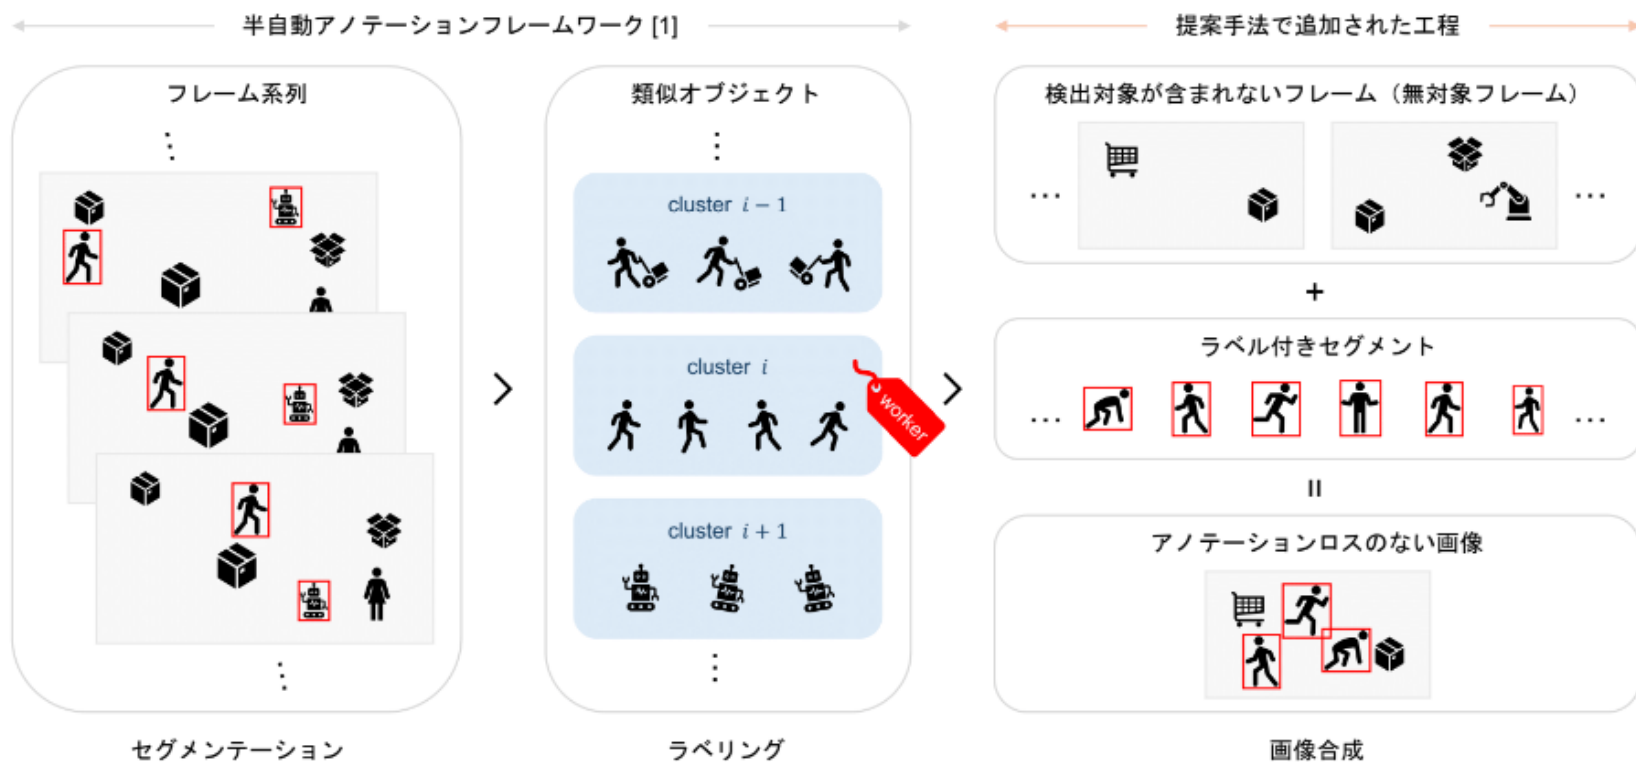 半自動アノテーションフレームワーク [1]
提案手法で追加された工程
フレーム系列
類似オブジェクト
cluster i − 1
cluster i
worker
cluster i + 1
検出対象が含まれないフレーム（無対象フレーム）
+
ラベル付きセグメント
=
アノテーションロスのない画像
セグメンテーション
ラベリング
画像合成